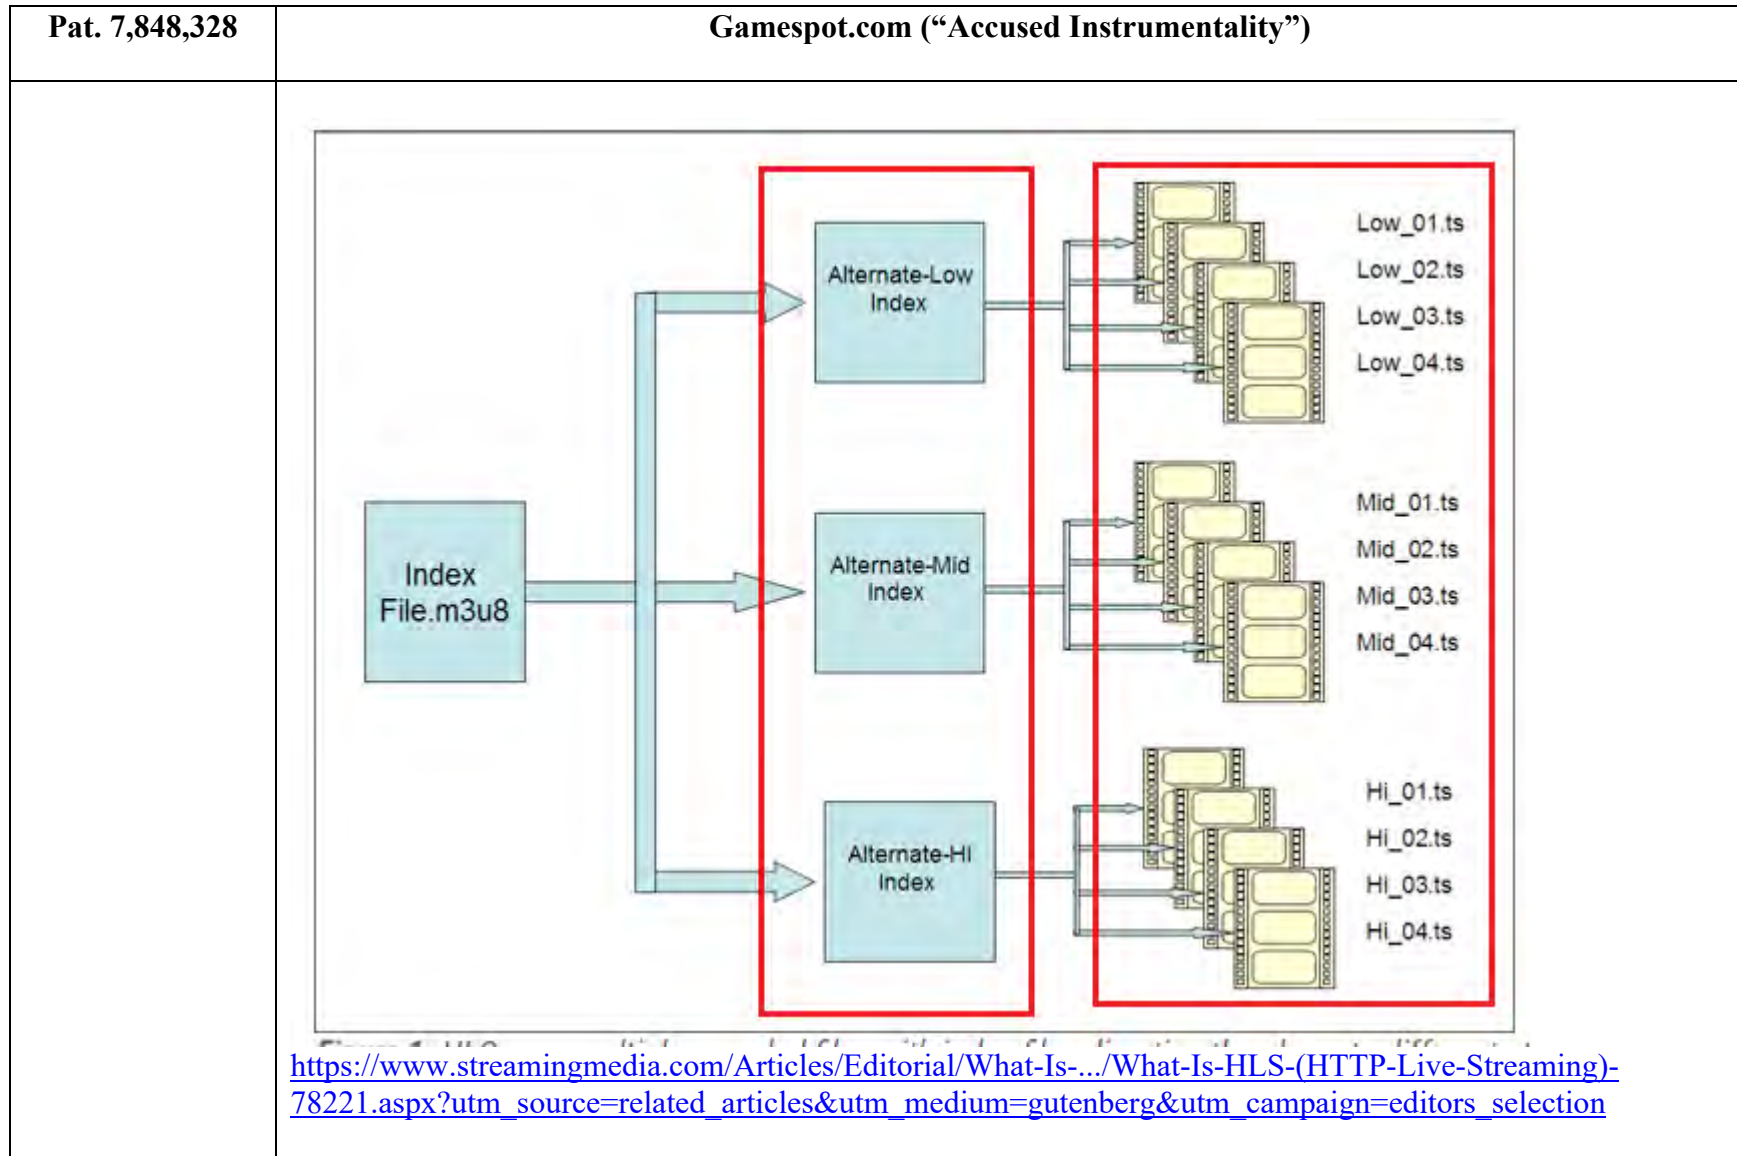 Pat. 7,848,328
Gamespot.com (“Accused Instrumentality”)
Low_01.ts
Low_02.ts
Low_03.ts
Low_04.ts
Alternate-Low
Index
Mid_01.ts
Mid_02.ts
Mid_03.ts
Mid_04.ts
Alternate-Mid
Index
Index
File.m3u8
Hi_01.ts
Hi_02.ts
Hi_03.ts
Hi_04.ts
Alternate-HI
Index
https://www.streamingmedia.com/Articles/Editorial/What-Is-.../What-Is-HLS-(HTTP-Live-Streaming)-
78221.aspx?utm_source=related_articles&utm_medium=gutenberg&utm_campaign=editors_selection